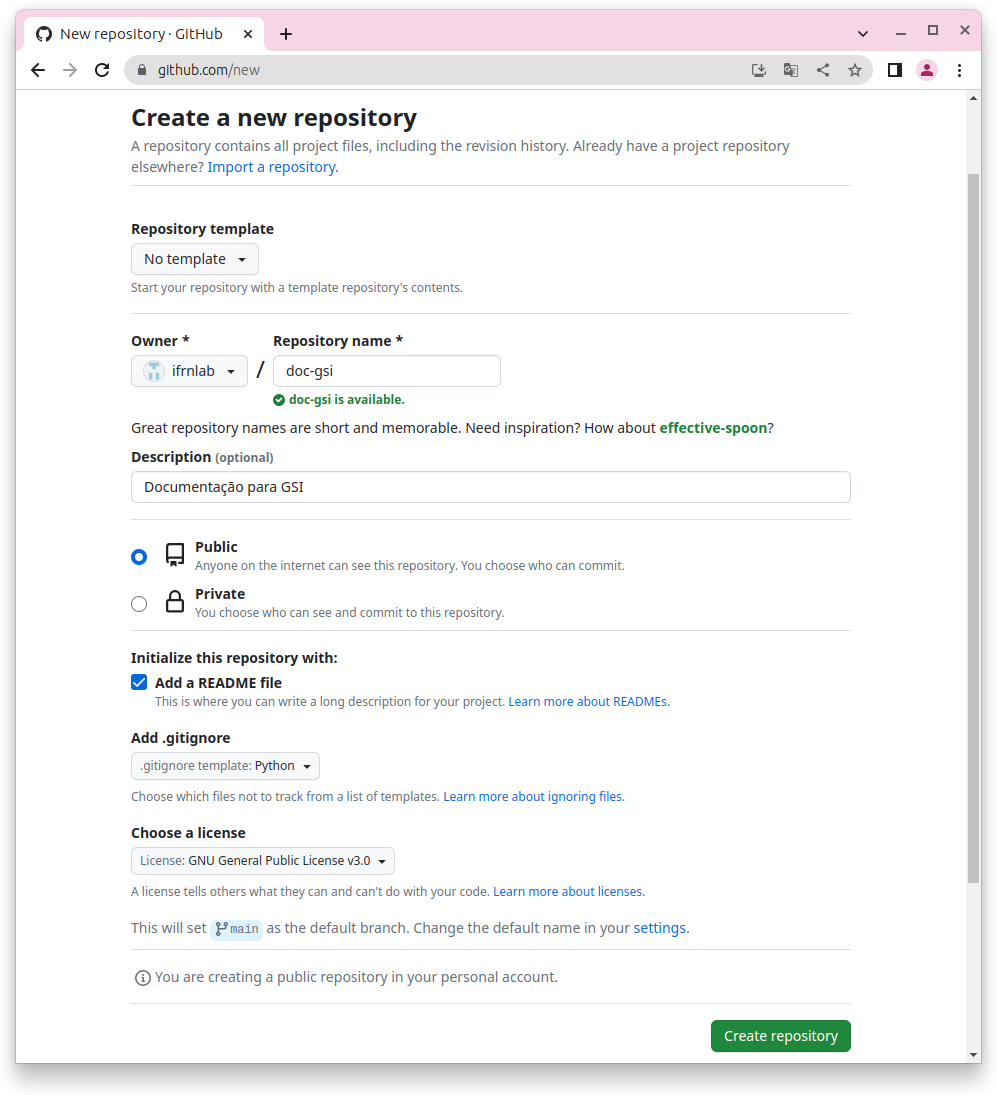 New repository · GitHub
github.com/new
Create a new repository
A repository contains all project files, including the revision history. Already have a project repository
elsewhere? Import a repository.
Repository template
No template
Start your repository with a template repository's contents.
Owner * Repository name *
ifrnlab / doc-gsi
doc-gsi is available.
Great repository names are short and memorable. Need inspiration? How about effective-spoon?
Description (optional)
Documentação para GSI
Public
Anyone on the internet can see this repository. You choose who can commit.
Private
You choose who can see and commit to this repository.
Initialize this repository with:
Add a README file
This is where you can write a long description for your project. Learn more about READMEs.
Add .gitignore
.gitignore template: Python
Choose which files not to track from a list of templates. Learn more about ignoring files.
Choose a license
License: GNU General Public License v3.0
A license tells others what they can and can't do with your code. Learn more about licenses.
This will set main as the default branch. Change the default name in your settings.
You are creating a public repository in your personal account.
Create repository